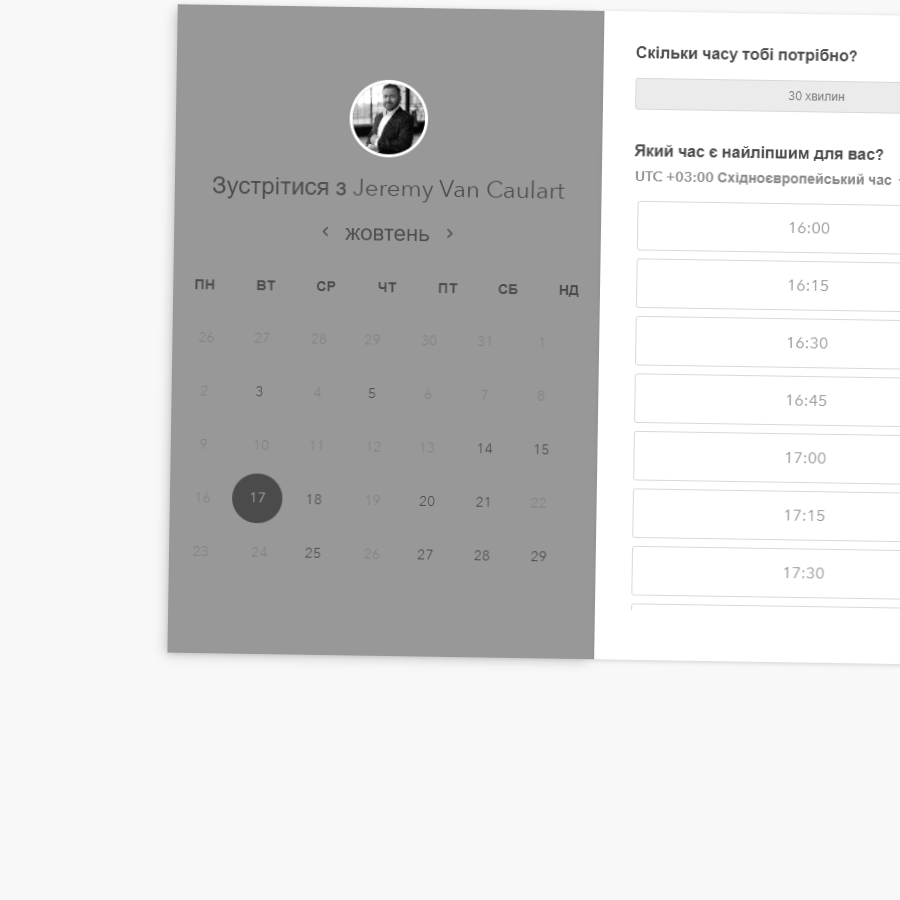 Зустрітися з Jeremy Van Caulart
‹ жовтень ›
ПН ВТ СР ЧТ ПТ СБ НД
26 27 28 29 30 31 1
2 3 4 5 6 7 8
9 10 11 12 13 14 15
16 17 18 19 20 21 22
23 24 25 26 27 28 29
Скільки часу тобі потрібно?
30 хвилин
Який час є найліпшим для вас?
UTC +03:00 Східноєвропейський час
16:00
16:15
16:30
16:45
17:00
17:15
17:30